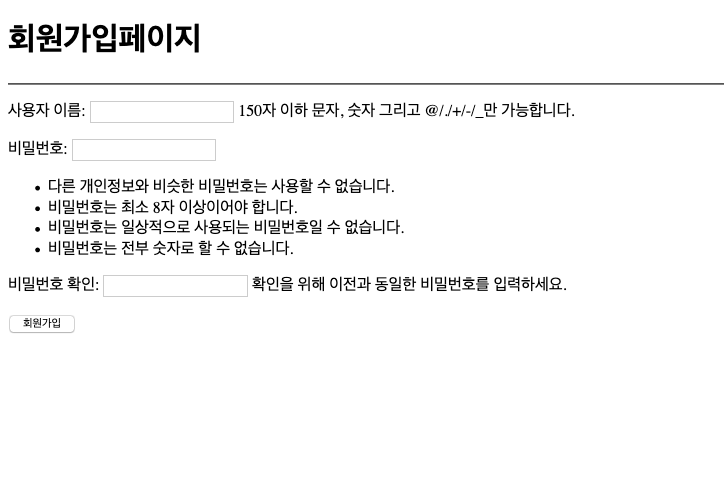 회원가입페이지
사용자 이름: 150자 이하 문자, 숫자 그리고 @/./+/-/_만 가능합니다.
비밀번호:
• 다른 개인정보와 비슷한 비밀번호는 사용할 수 없습니다.
• 비밀번호는 최소 8자 이상이어야 합니다.
• 비밀번호는 일상적으로 사용되는 비밀번호일 수 없습니다.
• 비밀번호는 전부 숫자로 할 수 없습니다.
비밀번호 확인: 확인을 위해 이전과 동일한 비밀번호를 입력하세요.
회원가입